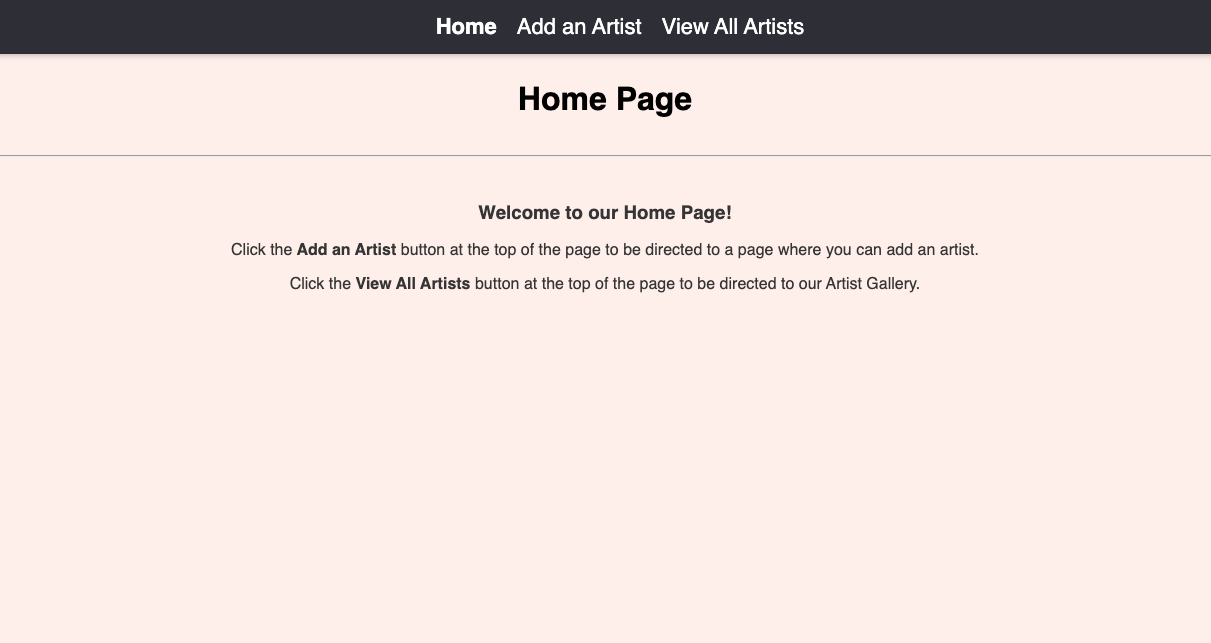 Home Add an Artist View All Artists
Home Page
Welcome to our Home Page!
Click the Add an Artist button at the top of the page to be directed to a page where you can add an artist.
Click the View All Artists button at the top of the page to be directed to our Artist Gallery.